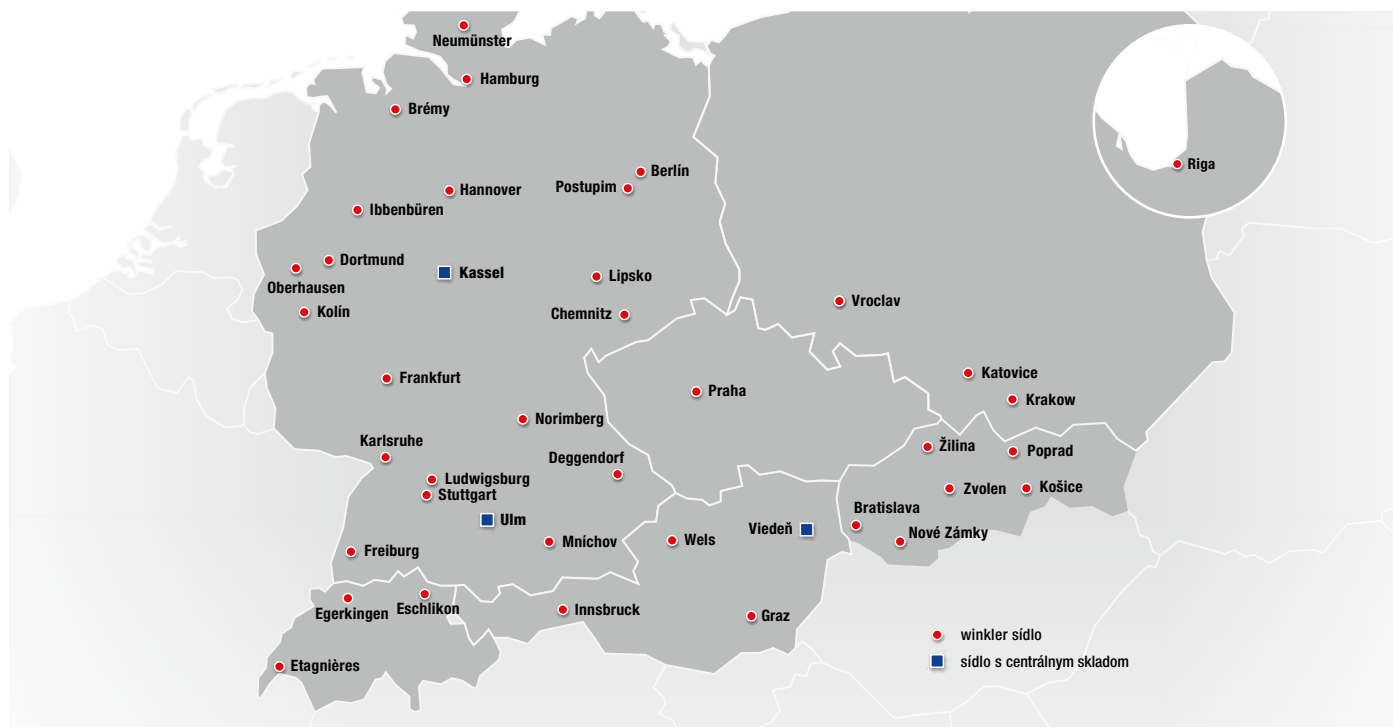 Neumünster
Hamburg
Brémy
Berlín
Riga
Postupim
Hannover
Ibbenbüren
Dortmund
Kassel
Lipsko
Oberhausen
Vroclav
Kolín
Chemnitz
Katovice
Frankfurt
Praha
Krakow
Norimberg
Karlsruhe
Žilina
Poprad
Deggendorf
Ludwigsburg
Stuttgart
Zvolen
Košice
Bratislava
Ulm
Viedeň
Nové Zámky
Mníchov
Wels
Freiburg
Egerkingen
Eschlikon
Innsbruck
Graz
winkler sídlo
Etagnières
sídlo s centrálnym skladom